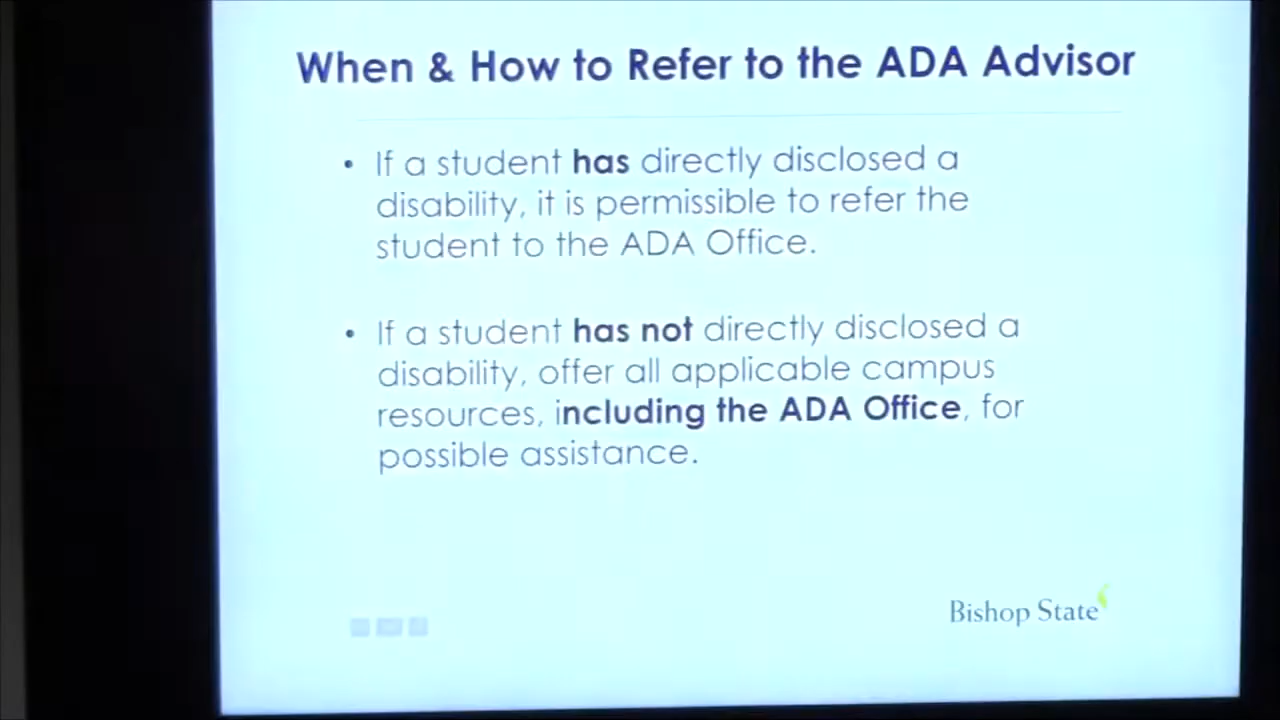 When & How to Refer to the ADA Advisor
• If a student has directly disclosed a
disability, it is permissible to refer the
student to the ADA Office.
• If a student has not directly disclosed a
disability, offer all applicable campus
resources, including the ADA Office, for
possible assistance.
Bishop State